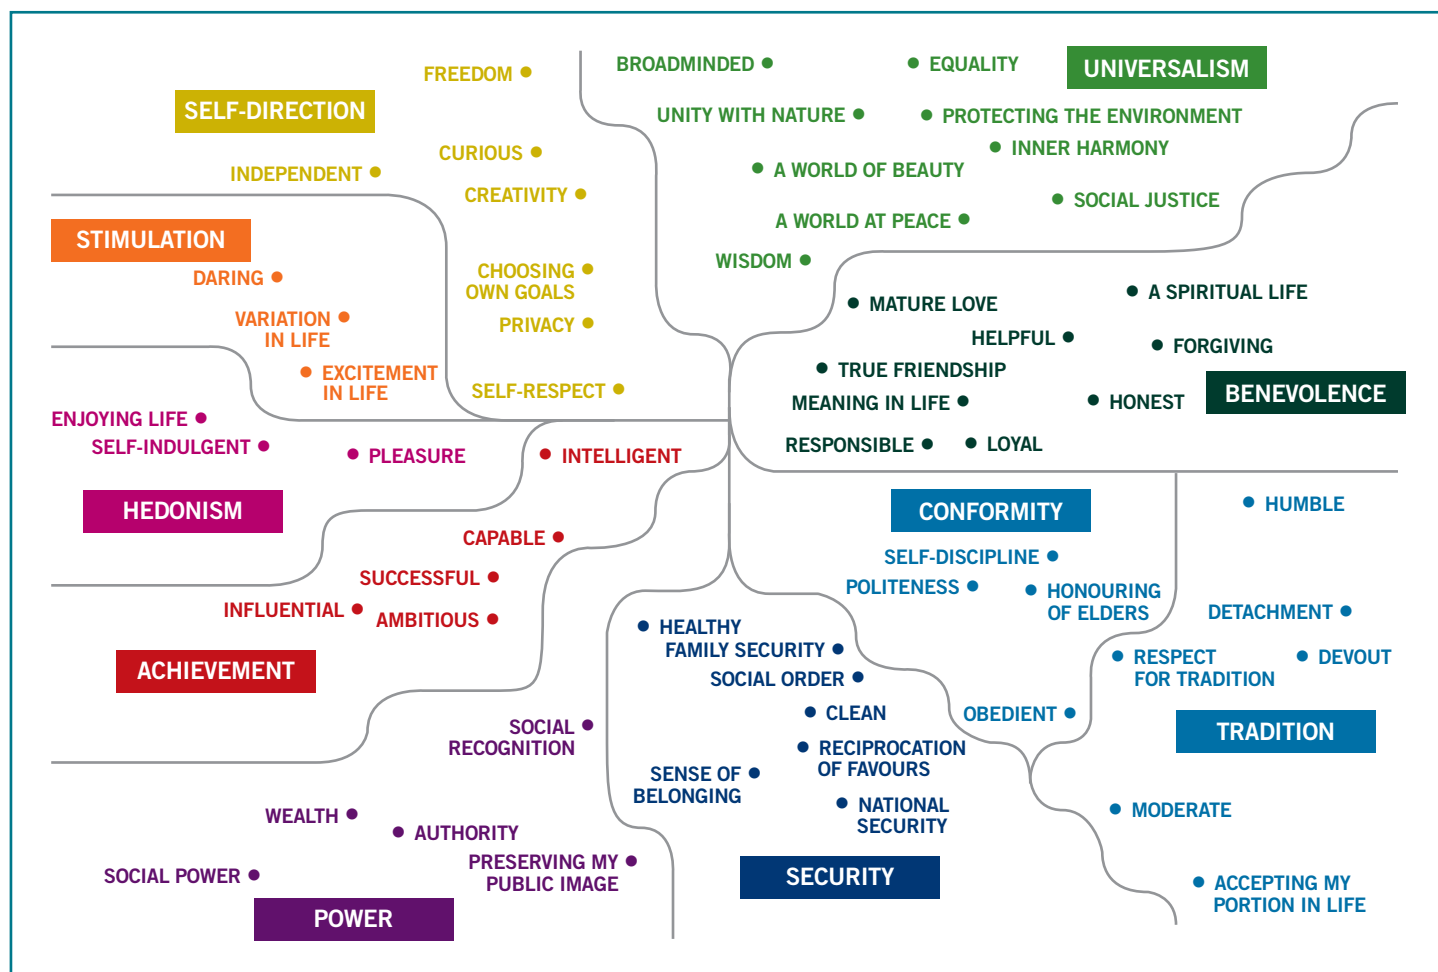 SELF-DIRECTION
FREEDOM
CURIOUS
INDEPENDENT
CREATIVITY
CHOOSING
OWN GOALS
PRIVACY
SELF-RESPECT
STIMULATION
DARING
VARIATION
IN LIFE
EXCITEMENT
IN LIFE
ENJOYING LIFE
SELF-INDULGENT
PLEASURE
HEDONISM
INTELLIGENT
CAPABLE
SUCCESSFUL
INFLUENTIAL
AMBITIOUS
ACHIEVEMENT
SOCIAL
RECOGNITION
WEALTH
AUTHORITY
PRESERVING MY
PUBLIC IMAGE
SOCIAL POWER
POWER
UNIVERSALISM
BROADMINDED
EQUALITY
UNITY WITH NATURE
PROTECTING THE ENVIRONMENT
INNER HARMONY
A WORLD OF BEAUTY
SOCIAL JUSTICE
A WORLD AT PEACE
WISDOM
MATURE LOVE
A SPIRITUAL LIFE
HELPFUL
FORGIVING
TRUE FRIENDSHIP
MEANING IN LIFE
HONEST
BENEVOLENCE
RESPONSIBLE
LOYAL
CONFORMITY
SELF-DISCIPLINE
POLITENESS
HONOURING
OF ELDERS
OBEDIENT
HUMBLE
DETACHMENT
RESPECT
FOR TRADITION
DEVOUT
TRADITION
MODERATE
ACCEPTING MY
PORTION IN LIFE
HEALTHY
FAMILY SECURITY
SOCIAL ORDER
CLEAN
RECIPROCATION
OF FAVOURS
SENSE OF
BELONGING
NATIONAL
SECURITY
SECURITY